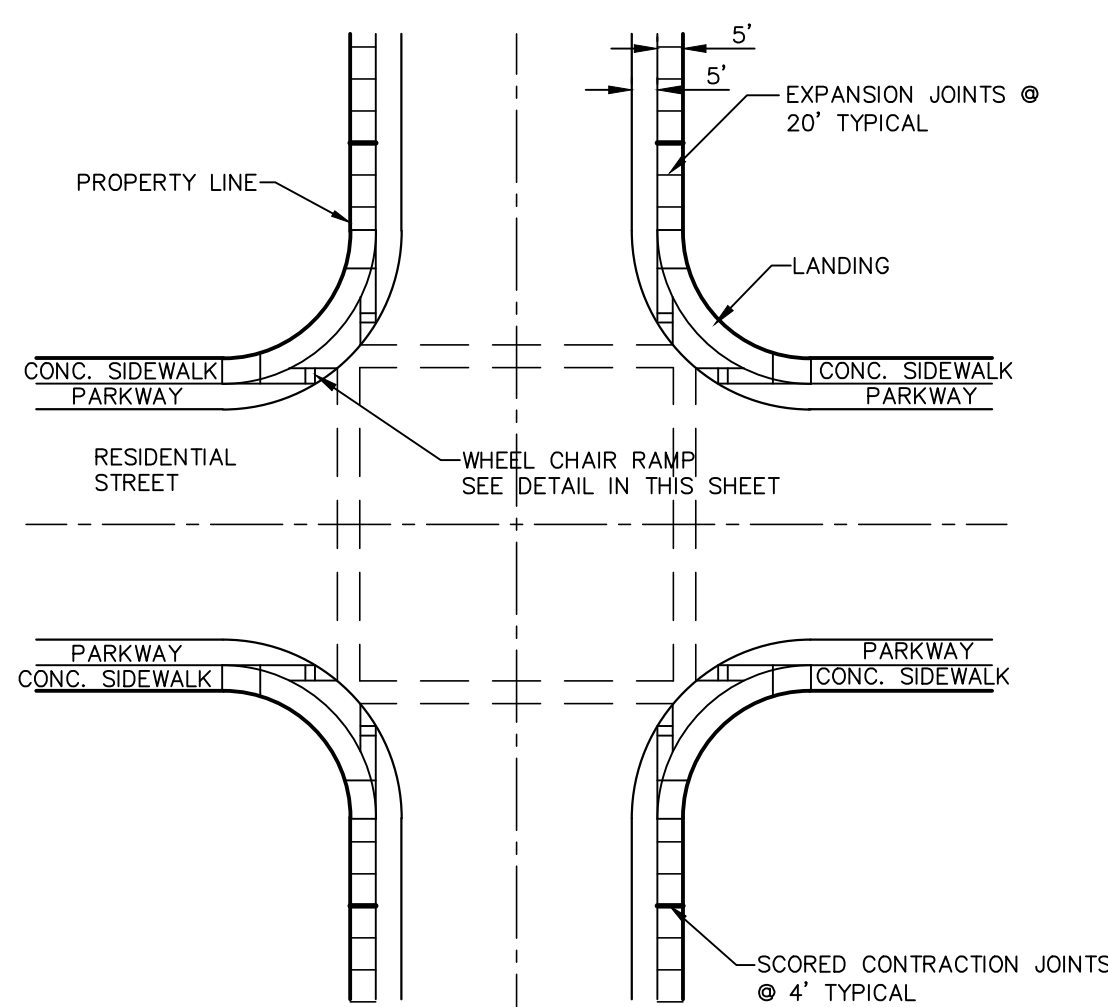 5'
5'
EXPANSION JOINTS @
20' TYPICAL
PROPERTY LINE
LANDING
CONC. SIDEWALK
PARKWAY
CONC. SIDEWALK
PARKWAY
RESIDENTIAL
STREET
WHEEL CHAIR RAMP
SEE DETAIL IN THIS SHEET
PARKWAY
CONC. SIDEWALK
PARKWAY
CONC. SIDEWALK
SCORED CONTRACTION JOINTS
@ 4' TYPICAL